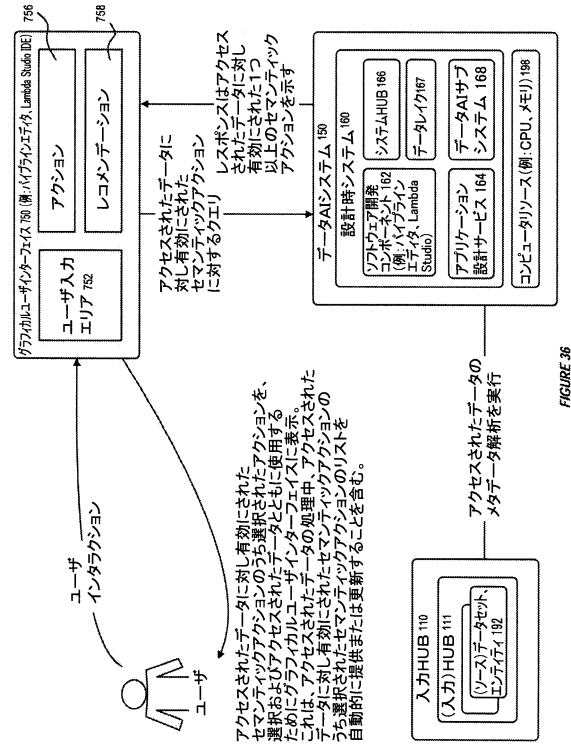 グラフィカルユーザインターフェイス 750 (例:パイプラインエディタ、Lambda Studio IDE)
ユーザ入力
エリア 752
アクション
レコメンデーション
756
758
ユーザ
インタラクション
ユーザ
アクセスされたデータに対し有効にされた
セマンティックアクションのうち選択されたアクションを、
選択およびアクセスされたデータとともに使用する
ためにグラフィカルユーザインターフェイスに表示。
これは、アクセスされたデータの処理中、アクセスされた
データに対し有効にされたセマンティックアクションの
うち選択されたセマンティックアクションのリストを
自動的に提供または更新することを含む。
アクセスされたデータに
対し有効にされた
セマンティックアクション
に対するクエリ
レスポンスはアクセス
されたデータに対し
有効にされた1つ
以上のセマンティック
アクションを示す
データAIシステム 150
設計時システム 160
ソフトウェア開発
コンポーネント 162
(例:パイプライン
エディタ、Lambda
Studio)
システムHUB 166
データレイク167
アプリケーション
設計サービス 164
データAIサブ
システム 168
コンピュータリソース (例:CPU、メモリ) 198
アクセスされたデータの
メタデータ解析を実行
入力HUB 110
(入力)HUB 111
(ソース)データセット、
エンティティ 192
FIGURE 36